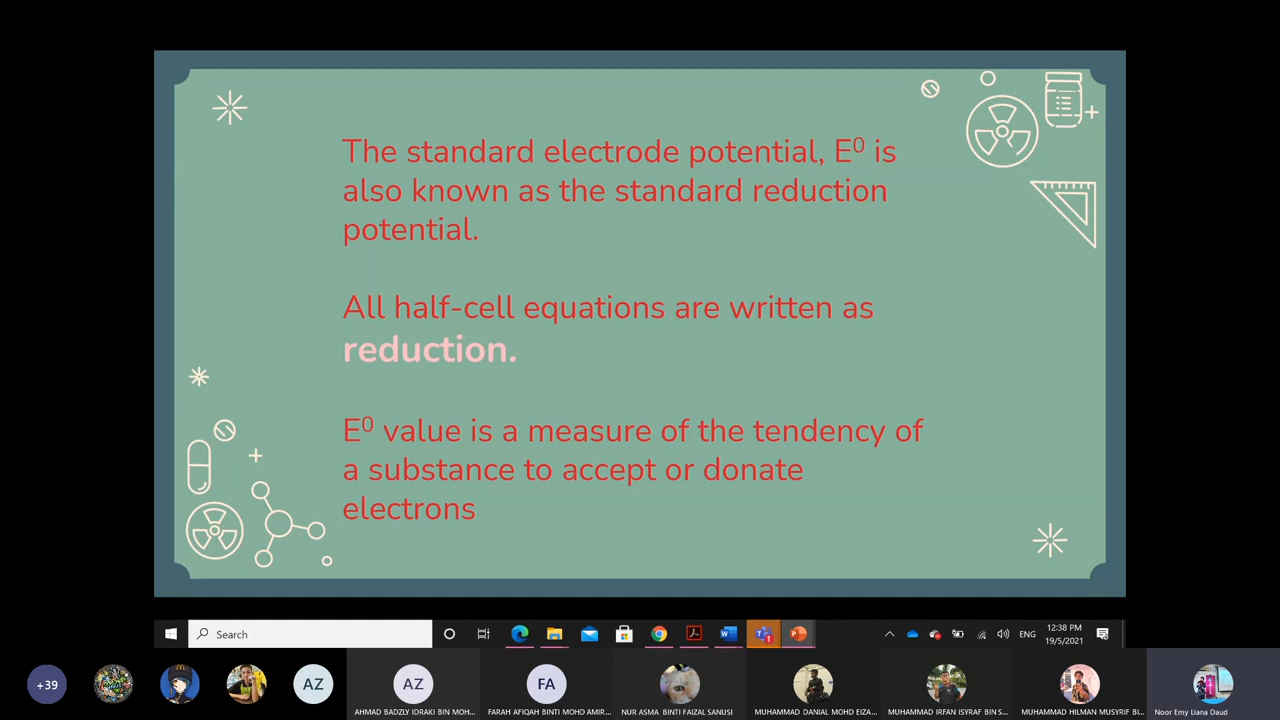 The standard electrode potential, E⁰ is
also known as the standard reduction
potential.
All half-cell equations are written as
reduction.
E⁰ value is a measure of the tendency of
a substance to accept or donate
electrons
Search
ENG
12:38 PM
19/5/2021
+39
AZ
AZ
FA
AHMAD BADZLY IDRAKI BIN MOH...
FARAH AFIQAH BINTI MOHD AMIR...
NUR ASMA BINTI FAIZAL SANUSI
MUHAMMAD DANIAL MOHD EIZA...
MUHAMMAD IRFAN ISYRAF BIN S...
MUHAMMAD HILMAN MUSYRIF BI...
Noor Emy Liana Daud